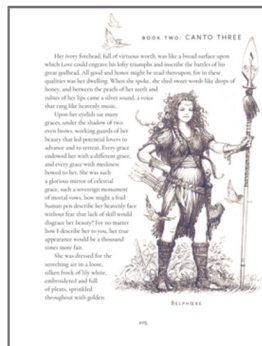 BOOK TWO: CANTO THREE
Her ivory forehead, full of virtuous worth, was like a broad surface upon
which Love could engrave his lofty triumphs and inscribe the battles of his
great godhead. All good and honor might be read thereupon, for in these
qualities was her dwelling. When she spoke, she shed sweet words like drops of
honey, and between the pearls of her teeth and
rubies of her lips came a silver sound, a voice
that rang like heavenly music.
Upon her eyelids sat many
graces, under the shadow of two
even brows, working guards of her
beauty that led potential lovers to
advance and to retreat. Every grace
endowed her with a different grace,
and every grace with meekness
bowed to her. She was such
a glorious mirror of celestial
grace, such a sovereign monument
of mortal vows, how might a frail
human pen describe her heavenly face
without fear that lack of skill would
disgrace her beauty? For no matter
how I describe her to you, her true
appearance would be a thousand
times more fair.
She was dressed for the
scorching air in a loose,
silken frock of lily white,
embroidered and full
of pleats, sprinkled
throughout with golden
BELPHOEBE